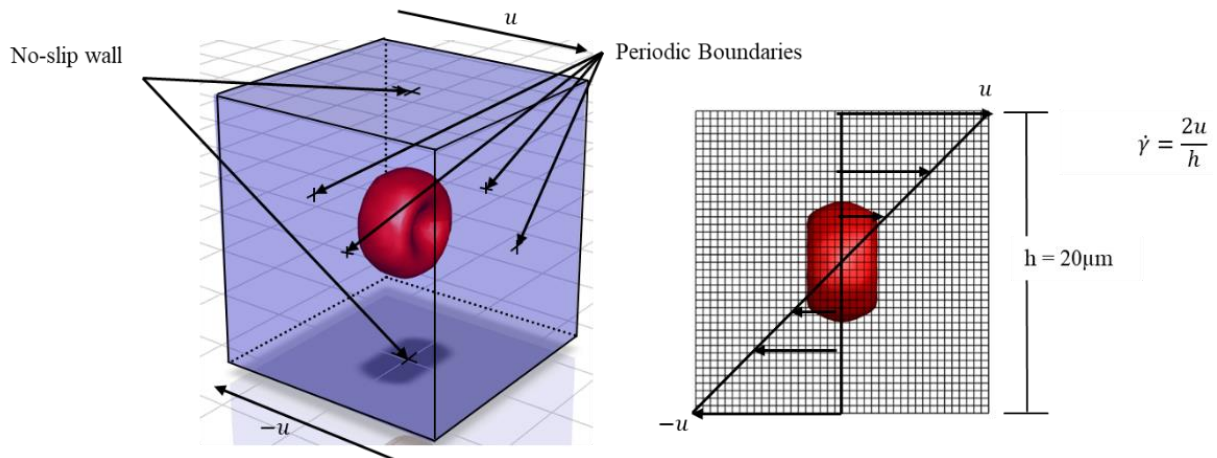 u
No-slip wall
Periodic Boundaries
u
γ̇ = 2u/h
h = 20μm
-u
-u